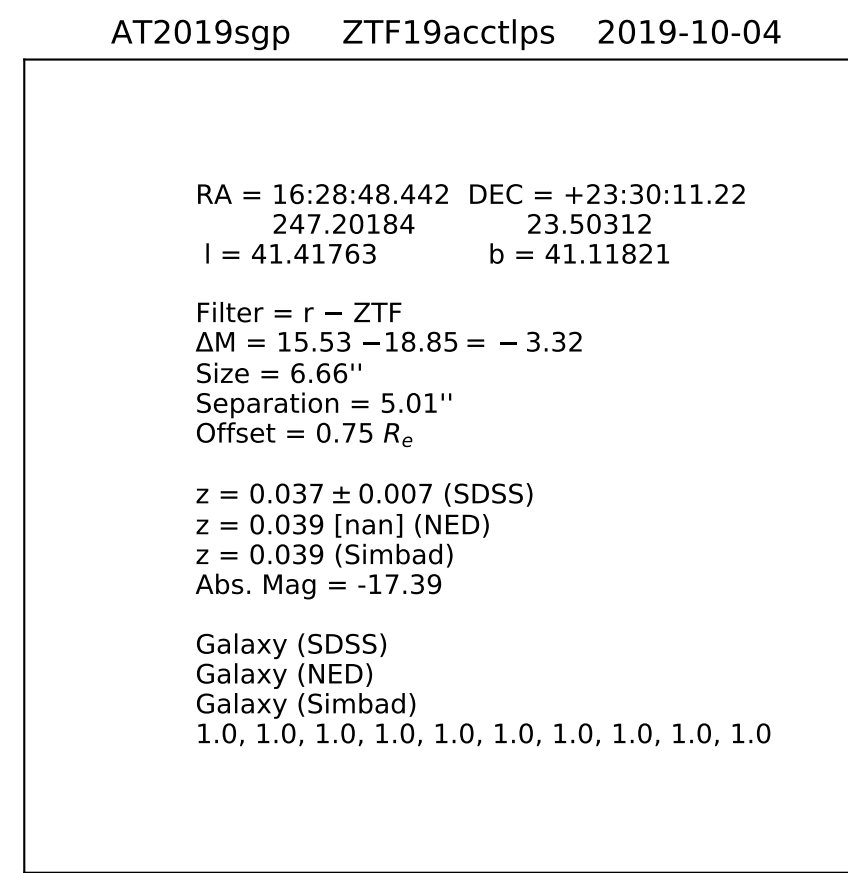 AT2019sgp ZTF19acctlps 2019-10-04
RA = 16:28:48.442 DEC = +23:30:11.22
247.20184 23.50312
l = 41.41763 b = 41.11821
Filter = r − ZTF
ΔM = 15.53 −18.85 = − 3.32
Size = 6.66''
Separation = 5.01''
Offset = 0.75 Re
z = 0.037 ± 0.007 (SDSS)
z = 0.039 [nan] (NED)
z = 0.039 (Simbad)
Abs. Mag = -17.39
Galaxy (SDSS)
Galaxy (NED)
Galaxy (Simbad)
1.0, 1.0, 1.0, 1.0, 1.0, 1.0, 1.0, 1.0, 1.0, 1.0